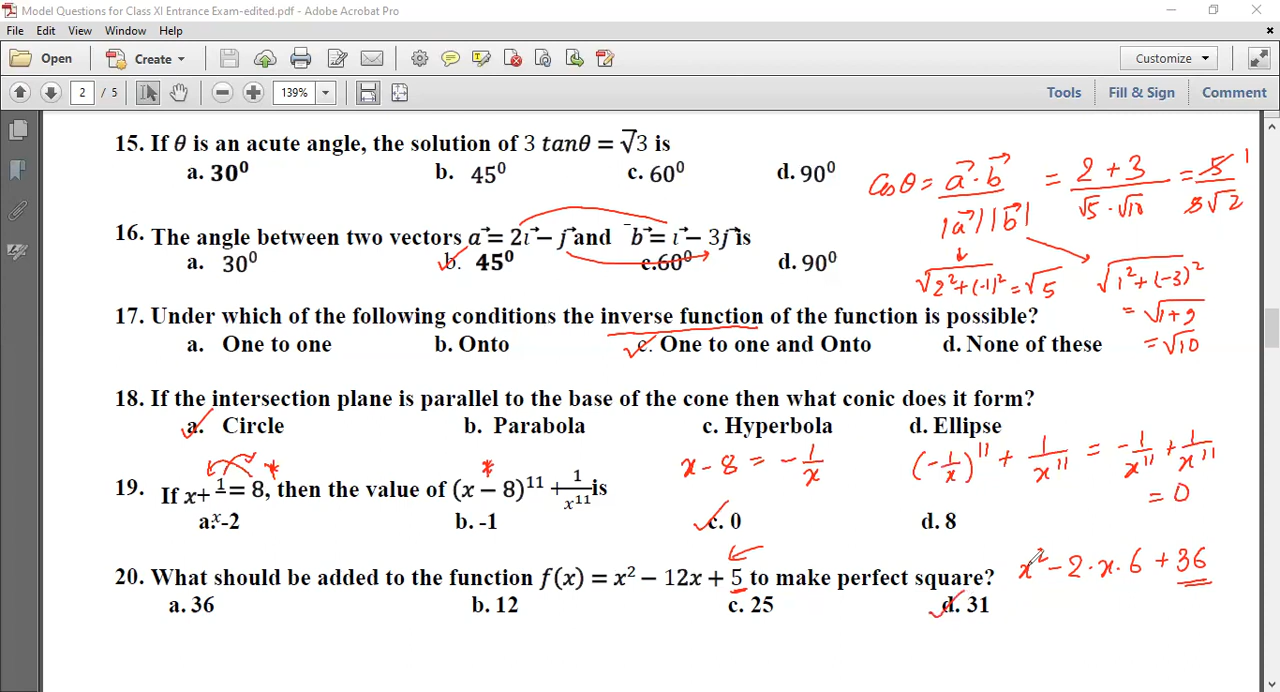 Model Questions for Class XI Entrance Exam-edited.pdf - Adobe Acrobat Pro
File Edit View Window Help
Open Create Customize
2 / 5 139% Tools Fill & Sign Comment
15. If θ is an acute angle, the solution of 3 tanθ = √3 is
a. 30⁰ b. 45⁰ c. 60⁰ d. 90⁰
Cosθ = a⃗·b⃗ / |a⃗||b⃗| = 2+3 / √5·√10 = 5 / 5√2 1
16. The angle between two vectors a⃗ = 2i⃗ − j⃗ and b⃗ = i⃗ − 3j⃗ is
a. 30⁰ b. 45⁰ c. 60⁰ d. 90⁰
√2²+(-1)² = √5 √1²+(-3)²
= √1+9
= √10
17. Under which of the following conditions the inverse function of the function is possible?
a. One to one b. Onto c. One to one and Onto d. None of these
18. If the intersection plane is parallel to the base of the cone then what conic does it form?
a. Circle b. Parabola c. Hyperbola d. Ellipse
x - 8 = - 1/x (-1/x)¹¹ + 1/x¹¹ = - 1/x¹¹ + 1/x¹¹
= 0
19. If x+ 1/x = 8, then the value of (x − 8)¹¹ + 1/x¹¹ is
a. -2 b. -1 c. 0 d. 8
20. What should be added to the function f(x) = x² − 12x + 5 to make perfect square?
x² - 2·x·6 + 36
a. 36 b. 12 c. 25 d. 31